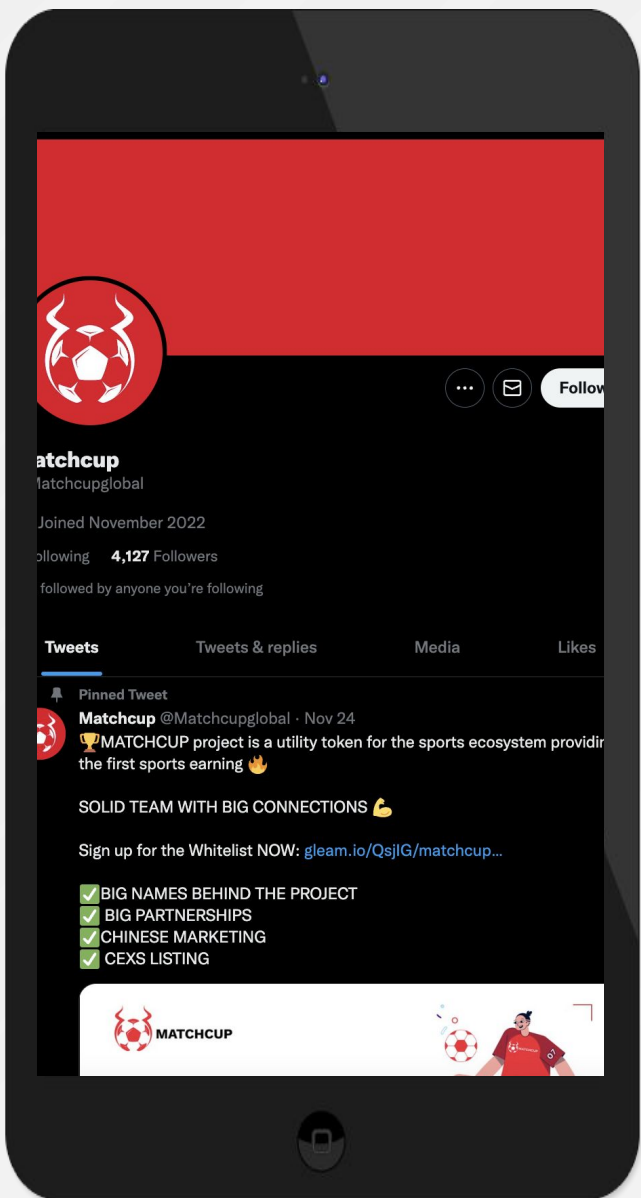 Follow
atchcup
Matchcupglobal
Joined November 2022
ollowing 4,127 Followers
followed by anyone you're following
Tweets Tweets & replies Media Likes
Pinned Tweet
Matchcup @Matchcupglobal · Nov 24
🏆MATCHCUP project is a utility token for the sports ecosystem providin
the first sports earning 🔥
SOLID TEAM WITH BIG CONNECTIONS 💪
Sign up for the Whitelist NOW: gleam.io/QsjIG/matchcup...
✅BIG NAMES BEHIND THE PROJECT
✅ BIG PARTNERSHIPS
✅CHINESE MARKETING
✅ CEXS LISTING
MATCHCUP
07